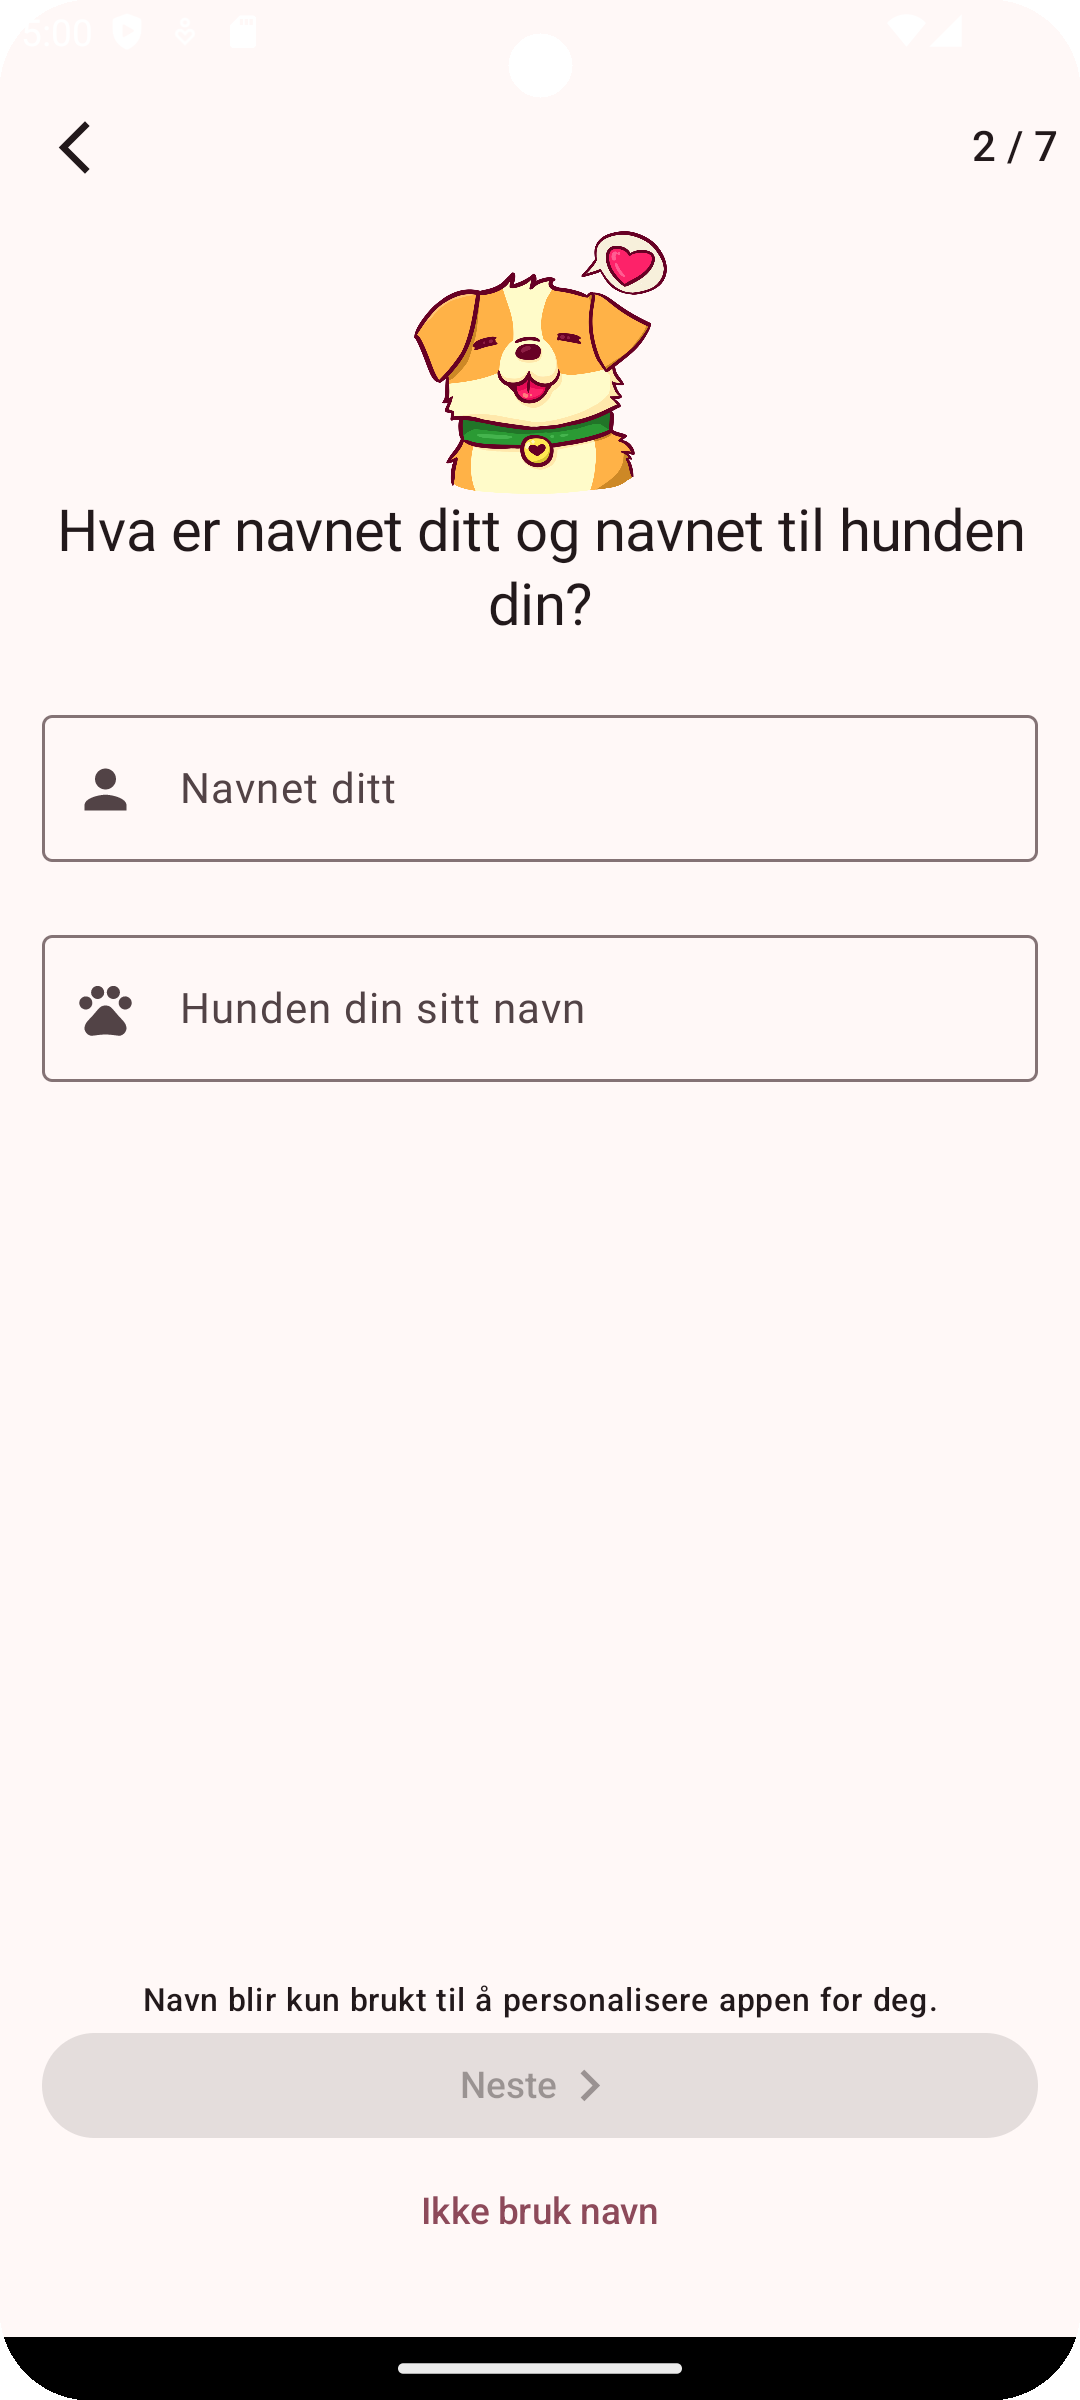 5:00
2 / 7
Hva er navnet ditt og navnet til hunden
din?
Navnet ditt
Hunden din sitt navn
Navn blir kun brukt til å personalisere appen for deg.
Neste
Ikke bruk navn